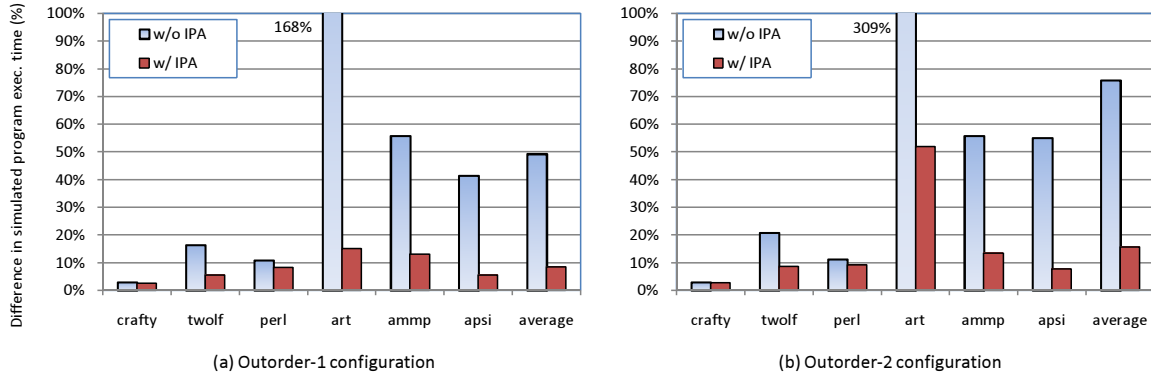 Difference in simulated program exec. time (%)
100%
90%
80%
70%
60%
50%
40%
30%
20%
10%
0%
w/o IPA
w/ IPA
168%
crafty twolf perl art ammp apsi average
(a) Outorder-1 configuration
100%
90%
80%
70%
60%
50%
40%
30%
20%
10%
0%
w/o IPA
w/ IPA
309%
crafty twolf perl art ammp apsi average
(b) Outorder-2 configuration